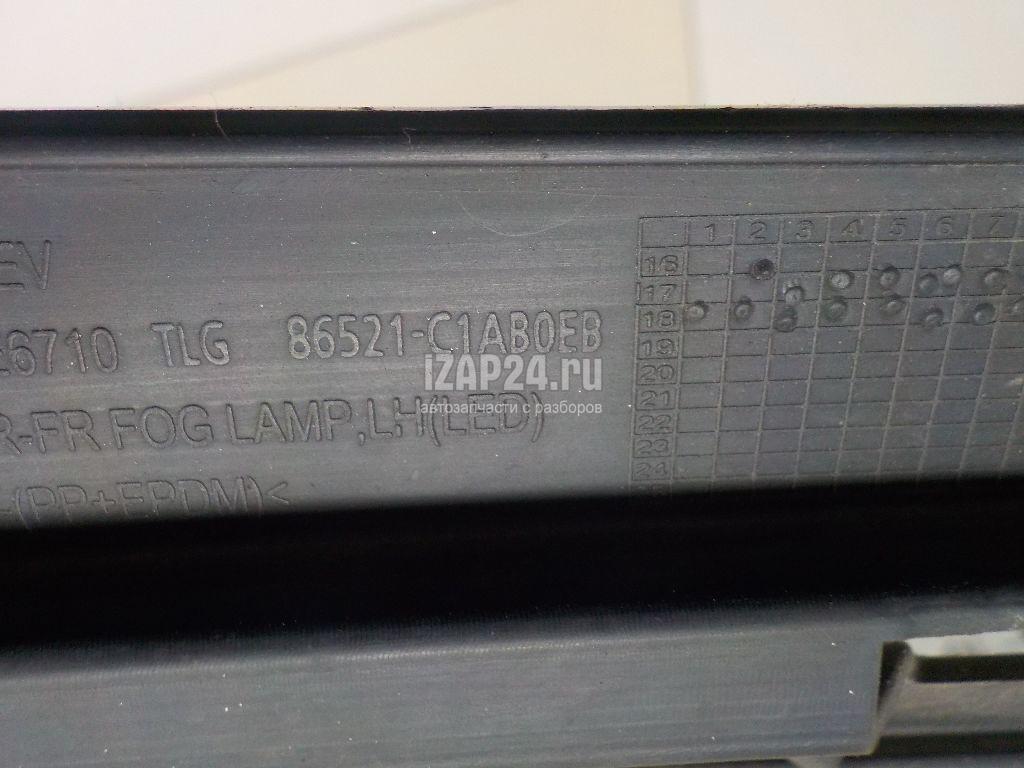 EV
6710 TLG 86521-C1AB0EB
R-FR FOG LAMP,LH(LED)
-(PP+EPDM)<
iZAP24.ru
автозапчасти с разборов
1 2 3 4 5 6 7
16
17
18
19
20
21
22
23
24